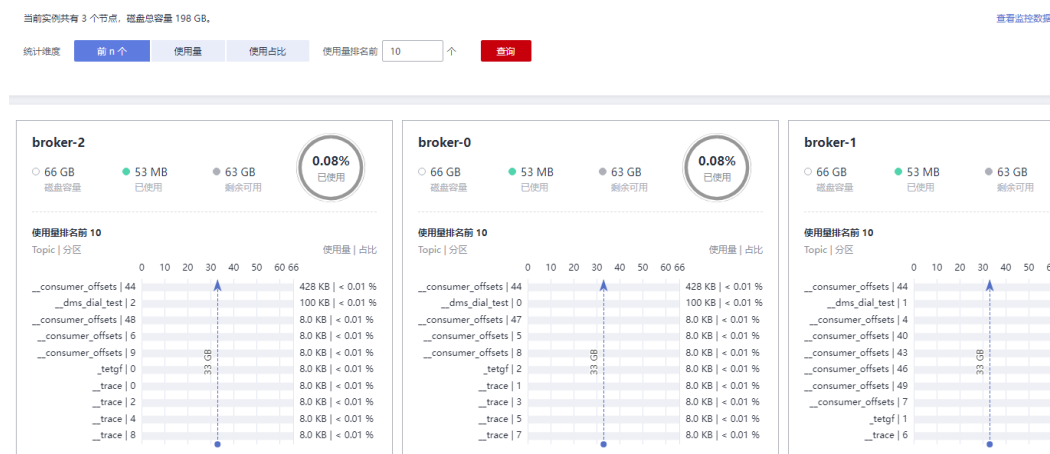 当前实例共有 3 个节点，磁盘总容量 198 GB。
查看监控数据
统计维度 前 n 个 使用量 使用占比 使用量排名前 10 个 查询
broker-2
66 GB 53 MB 63 GB
磁盘容量 已使用 剩余可用
0.08%
已使用
使用量排名前 10
Topic | 分区 使用量 | 占比
0 10 20 30 40 50 60 66
__consumer_offsets | 44 428 KB | < 0.01 %
__dms_dial_test | 2 100 KB | < 0.01 %
__consumer_offsets | 48 8.0 KB | < 0.01 %
__consumer_offsets | 6 8.0 KB | < 0.01 %
__consumer_offsets | 9 8.0 KB | < 0.01 %
_tetgf | 0 8.0 KB | < 0.01 %
__trace | 0 8.0 KB | < 0.01 %
__trace | 2 8.0 KB | < 0.01 %
__trace | 4 8.0 KB | < 0.01 %
__trace | 8 8.0 KB | < 0.01 %
33 GB
broker-0
66 GB 53 MB 63 GB
磁盘容量 已使用 剩余可用
0.08%
已使用
使用量排名前 10
Topic | 分区 使用量 | 占比
0 10 20 30 40 50 60 66
__consumer_offsets | 44 428 KB | < 0.01 %
__dms_dial_test | 0 100 KB | < 0.01 %
__consumer_offsets | 47 8.0 KB | < 0.01 %
__consumer_offsets | 5 8.0 KB | < 0.01 %
__consumer_offsets | 8 8.0 KB | < 0.01 %
_tetgf | 2 8.0 KB | < 0.01 %
__trace | 1 8.0 KB | < 0.01 %
__trace | 3 8.0 KB | < 0.01 %
__trace | 5 8.0 KB | < 0.01 %
__trace | 7 8.0 KB | < 0.01 %
33 GB
broker-1
66 GB 53 MB 63 GB
磁盘容量 已使用 剩余可用
使用量排名前 10
Topic | 分区
0 10 20 30 40 50
__consumer_offsets | 44
__dms_dial_test | 1
__consumer_offsets | 4
__consumer_offsets | 40
__consumer_offsets | 43
__consumer_offsets | 46
__consumer_offsets | 49
__consumer_offsets | 7
_tetgf | 1
__trace | 6
33 GB